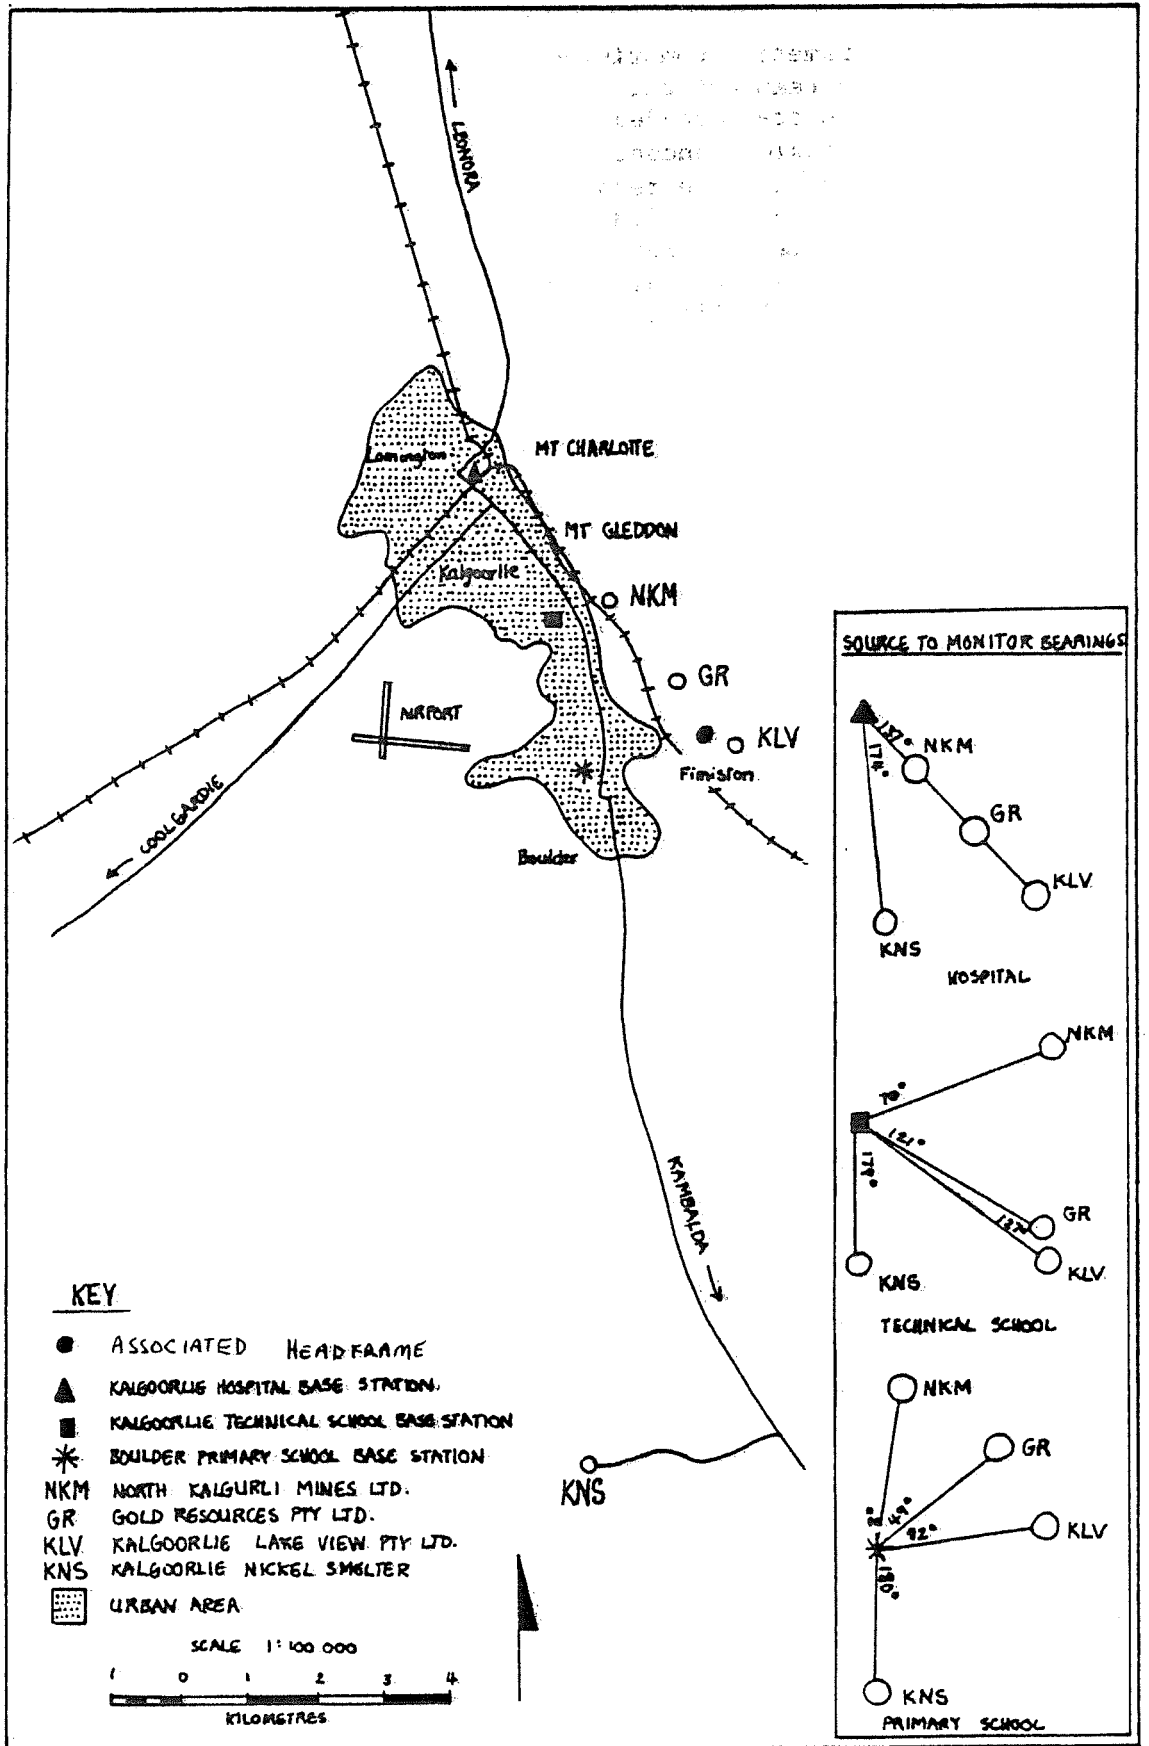 LEONORA
Lamington
MT CHARLOTTE
MT GLEDDON
Kalgoorlie
NKM
GR
AIRPORT
KLV
Fimiston
COOLGARDIE
Boulder
KAMBALDA
KNS
KEY
ASSOCIATED HEADFRAME
KALGOORLIE HOSPITAL BASE STATION.
KALGOORLIE TECHNICAL SCHOOL BASE STATION
BOULDER PRIMARY SCHOOL BASE STATION
NKM NORTH KALGURLI MINES LTD.
GR GOLD RESOURCES PTY LTD.
KLV KALGOORLIE LAKE VIEW PTY LTD.
KNS KALGOORLIE NICKEL SMELTER
URBAN AREA
SCALE 1:100 000
1 0 1 2 3 4
KILOMETRES
SOURCE TO MONITOR BEARINGS
137°
174°
NKM
GR
KLV
KNS
HOSPITAL
NKM
70°
121°
179°
GR
127°
KLV
KNS
TECHNICAL SCHOOL
NKM
GR
49°
KLV
92°
180°
KNS
PRIMARY SCHOOL